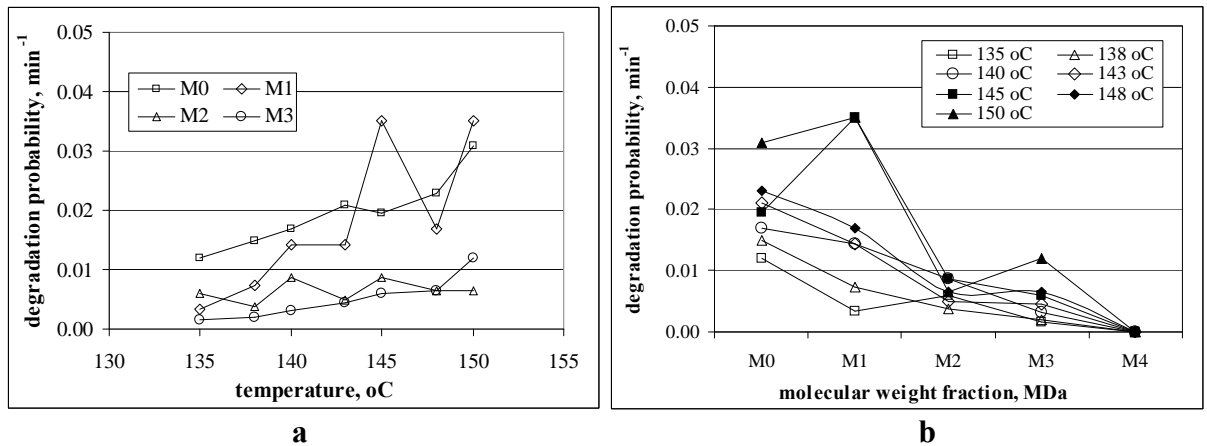 0.05
0.04
0.03
0.02
0.01
0.00
degradation probability, min-1
M0 M1
M2 M3
130 135 140 145 150 155
temperature, oC
a
0.05
0.04
0.03
0.02
0.01
0.00
degradation probability, min-1
135 oC 138 oC
140 oC 143 oC
145 oC 148 oC
150 oC
M0 M1 M2 M3 M4
molecular weight fraction, MDa
b